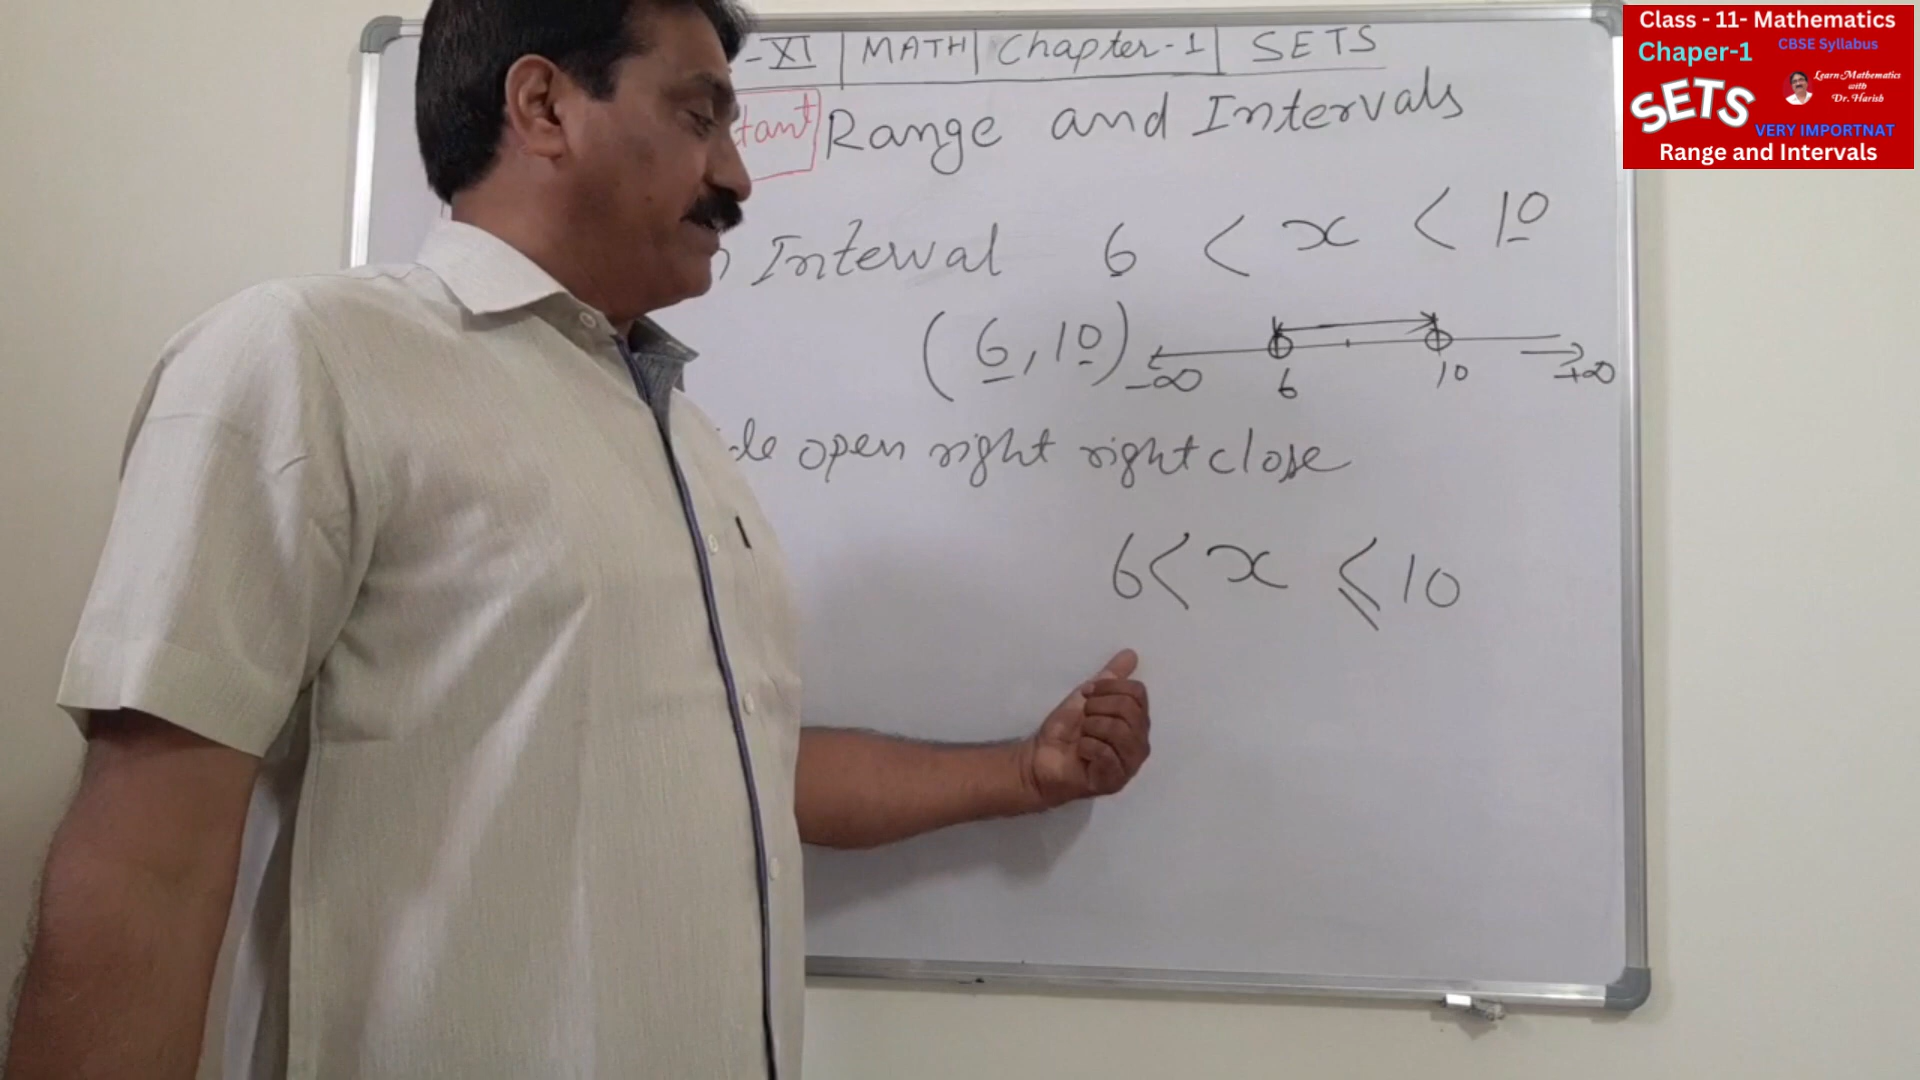 -XI | MATH | Chapter-1 | SETS
tant Range and Intervals
Interval 6 < x < 10
(6, 10)
-∞ 6 10 +∞
open right right close
6 < x ≤ 10
Class - 11- Mathematics
Chaper-1 CBSE Syllabus
SETS
Learn Mathematics
with
Dr. Harish
VERY IMPORTNAT
Range and Intervals